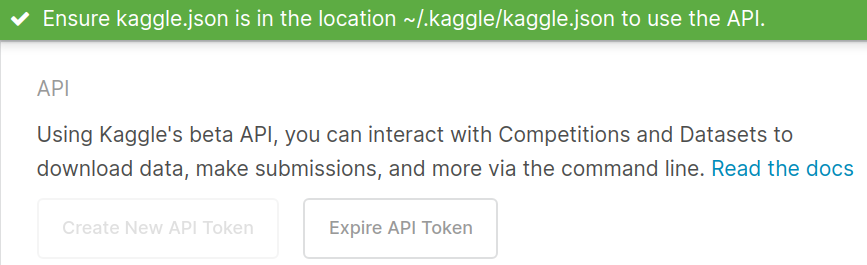 Ensure kaggle.json is in the location ~/.kaggle/kaggle.json to use the API.
API
Using Kaggle's beta API, you can interact with Competitions and Datasets to
download data, make submissions, and more via the command line. Read the docs
Create New API Token
Expire API Token